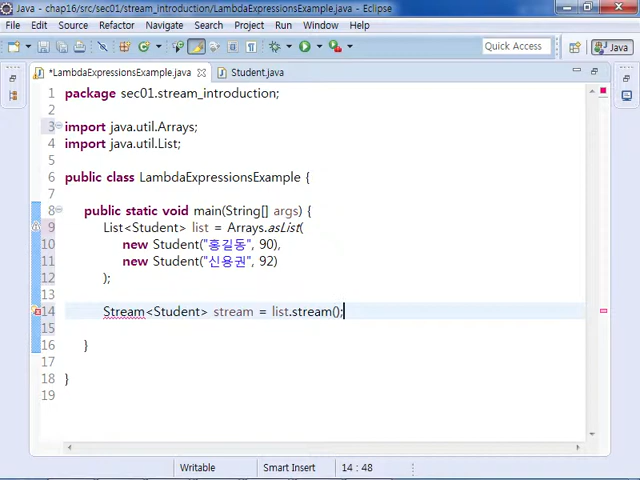 Java - chap16/src/sec01/stream_introduction/LambdaExpressionsExample.java - Eclipse
File Edit Source Refactor Navigate Search Project Run Window Help
Quick Access Java
*LambdaExpressionsExample.java Student.java
1 package sec01.stream_introduction;
2
3 import java.util.Arrays;
4 import java.util.List;
5
6 public class LambdaExpressionsExample {
7
8 public static void main(String[] args) {
9 List<Student> list = Arrays.asList(
10 new Student("홍길동", 90),
11 new Student("신용권", 92)
12 );
13
14 Stream<Student> stream = list.stream();
15
16 }
17
18 }
19
Writable Smart Insert 14 : 48